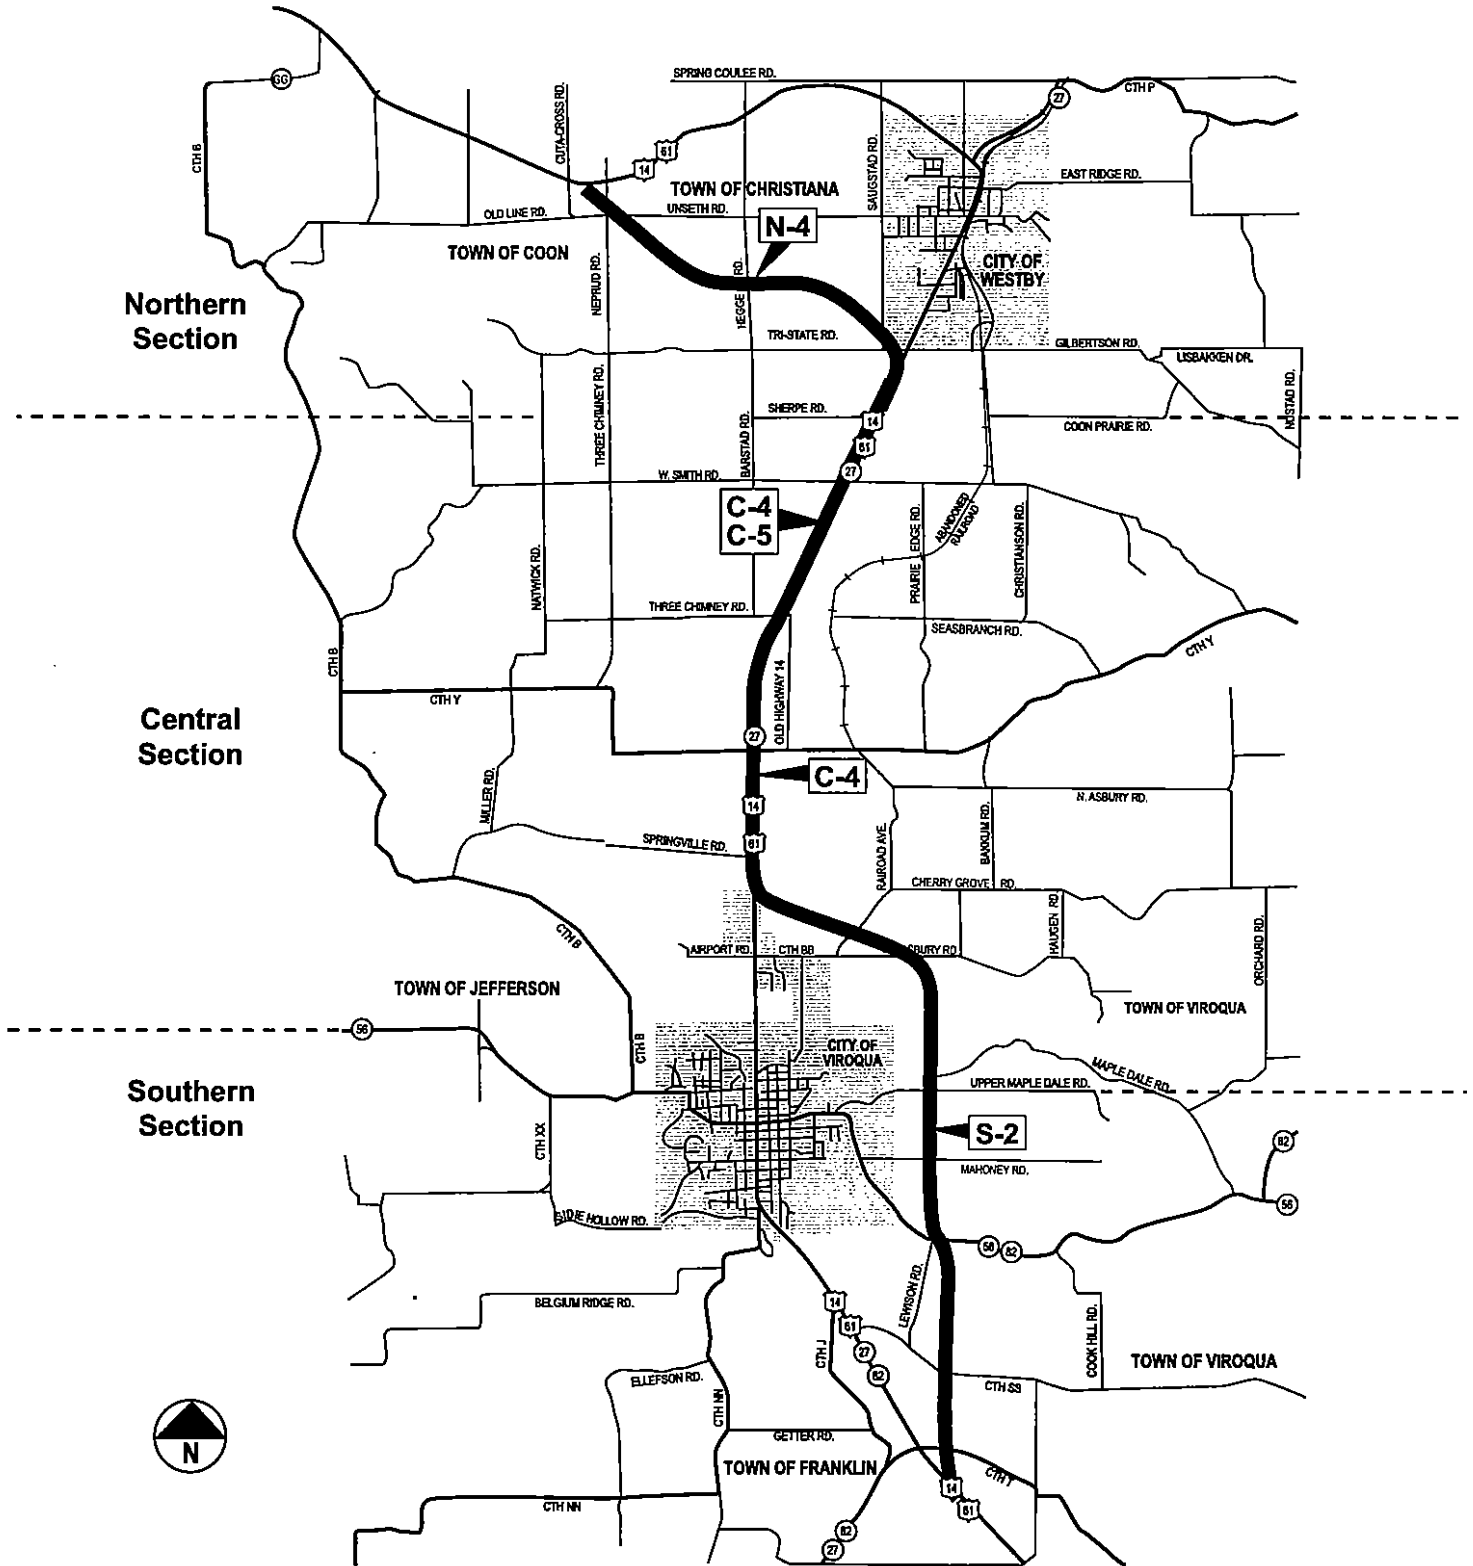 SPRING COULEE RD.
CTH P
27
GG
CTH B
CUTA-CROSS RD.
61
14
SAUGSTAD RD.
EAST RIDGE RD.
TOWN OF CHRISTIANA
OLD LINE RD.
UNSETH RD.
N-4
TOWN OF COON
CITY OF
WESTBY
NEPRUD RD.
RD.
Northern
Section
TRI-STATE RD.
GILBERTSON RD.
LISBAKKEN DR.
NUSTAD RD.
THREE CHIMNEY RD.
BARSTAD RD.
SHERPE RD.
14
COON PRAIRIE RD.
61
27
W. SMITH RD.
C-4
C-5
PRAIRIE EDGE RD.
ABANDONED
RAILROAD
CHRISTIANSON RD.
NATWICK RD.
THREE CHIMNEY RD.
SEASBRANCH RD.
CTH Y
CTH B
CTH Y
OLD HIGHWAY 14
Central
Section
27
C-4
MILLER RD.
14
N. ASBURY RD.
61
SPRINGVILLE RD.
RAIROAD AVE.
BAKKUM RD.
CHERRY GROVE RD.
CTH B
HAUGEN RD
ORCHARD RD.
AIRPORT RD.
CTH BB
SBURY RD
TOWN OF JEFFERSON
TOWN OF VIROQUA
56
CTH B
CITY OF
VIROQUA
MAPLE DALE RD.
UPPER MAPLE DALE RD.
Southern
Section
CTH XX
S-2
82
MAHONEY RD.
56
SIDIE HOLLOW RD.
56
82
LEWISON RD.
BELGIUM RIDGE RD.
14
61
CTH J
27
82
COOK HILL RD.
TOWN OF VIROQUA
ELLEFSON RD.
CTH SS
CTH NN
N
GETTER RD.
TOWN OF FRANKLIN
CTH T
14
CTH NN
61
82
27